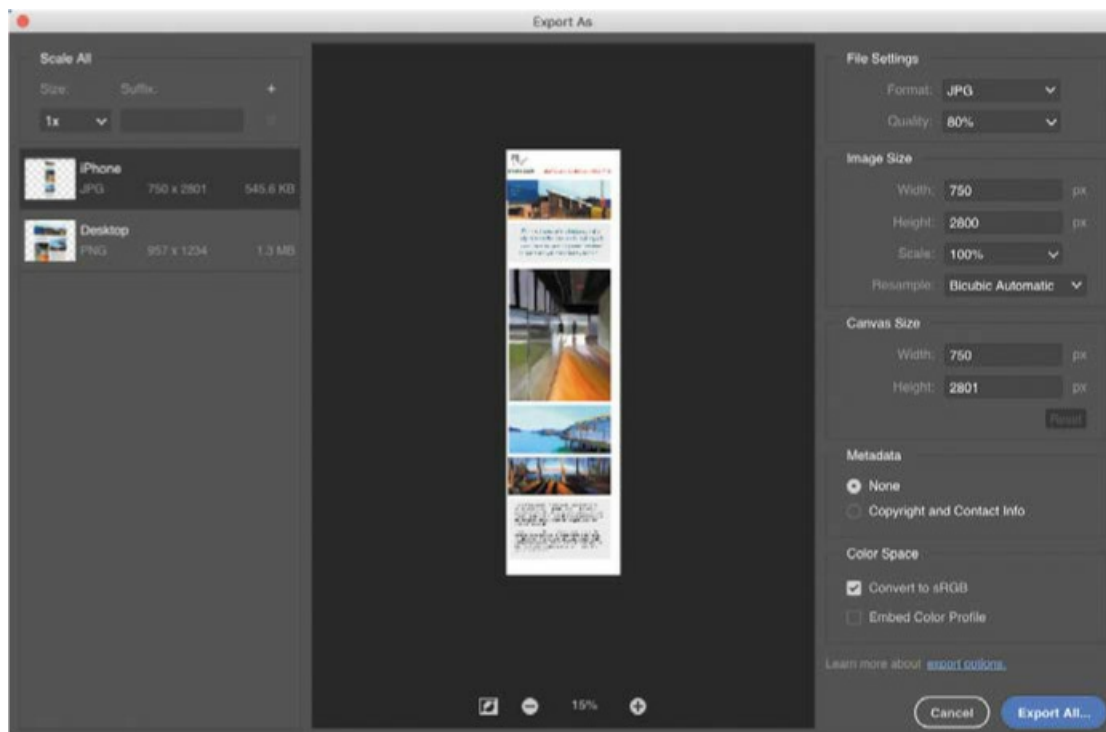 Export As
Scale All
Size: Suffix: +
1x
iPhone
JPG 750 x 2801 545.6 KB
Desktop
PNG 957 x 1234 1.3 MB
15%
File Settings
Format: JPG
Quality: 80%
Image Size
Width: 750 px
Height: 2800 px
Scale: 100%
Resample: Bicubic Automatic
Canvas Size
Width: 750 px
Height: 2801 px
Reset
Metadata
None
Copyright and Contact Info
Color Space
Convert to sRGB
Embed Color Profile
Learn more about export options.
Cancel Export All...